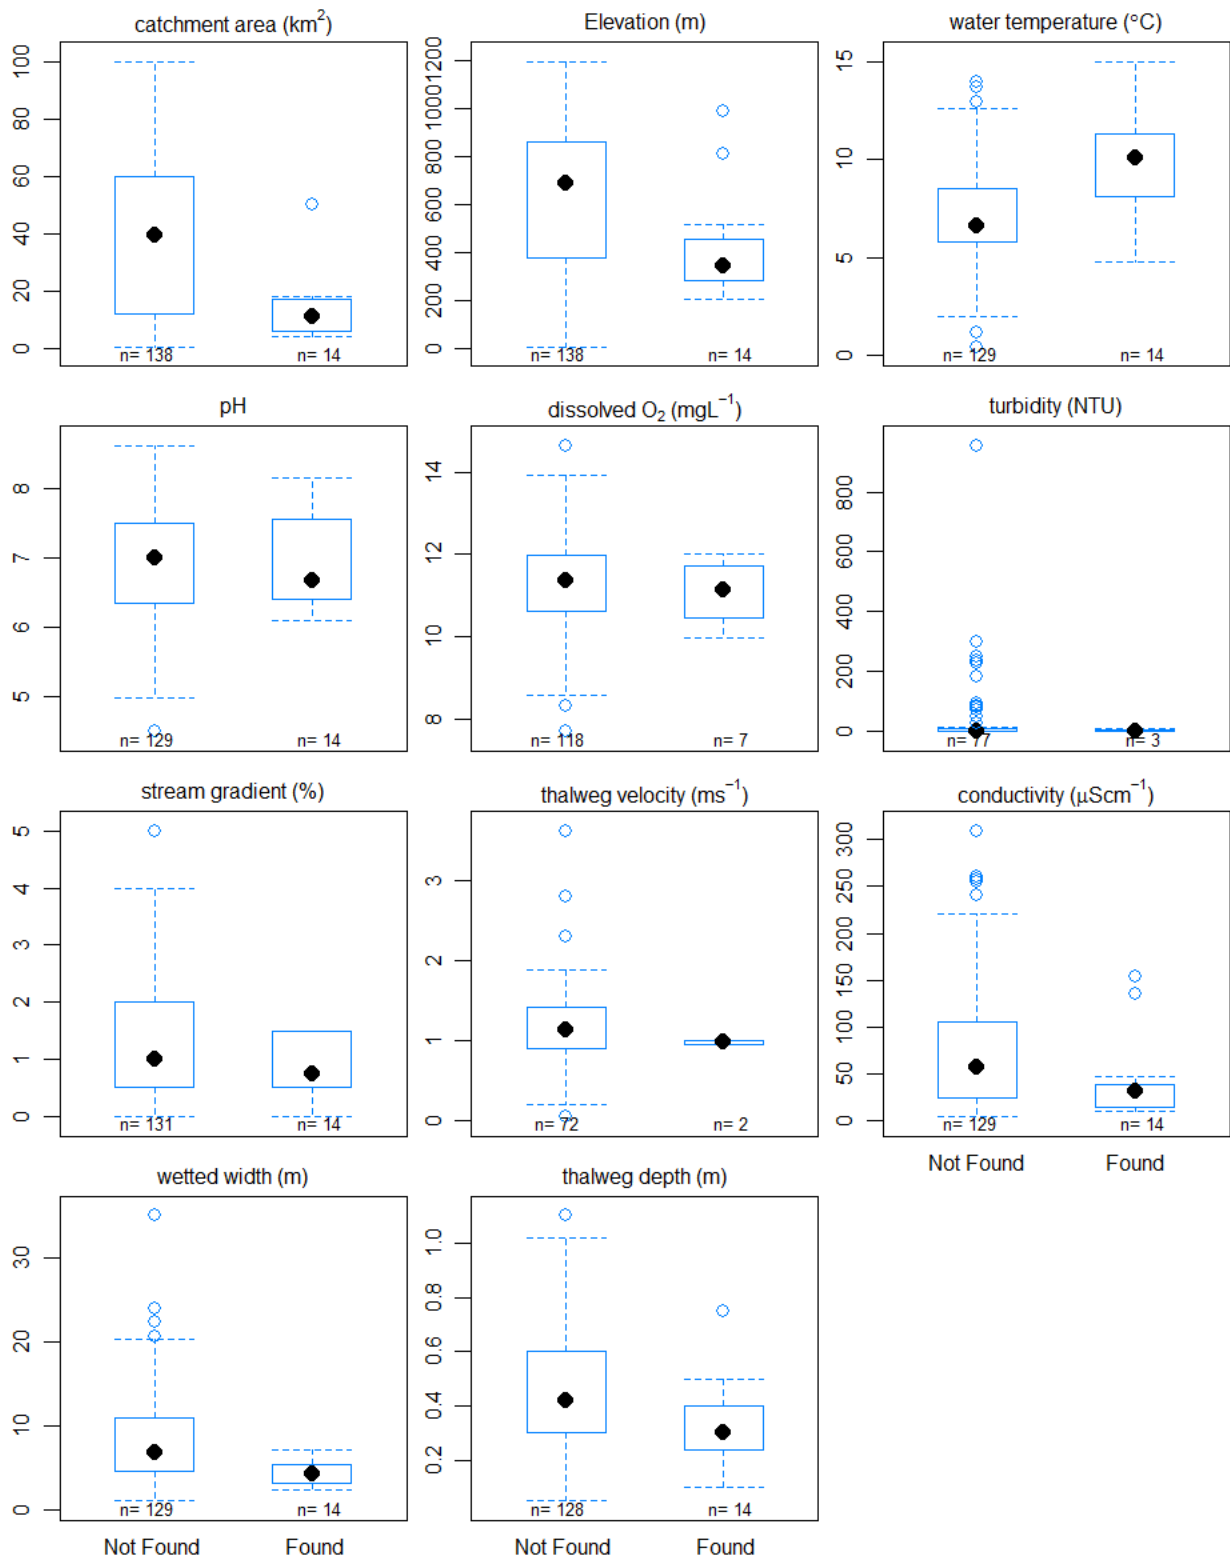 catchment area (km²)
Elevation (m)
water temperature (°C)
0 20 40 60 80 100
0 200 400 600 800 1000 1200
0 5 10 15
n= 138 n= 14
n= 138 n= 14
n= 129 n= 14
pH
dissolved O₂ (mgL⁻¹)
turbidity (NTU)
5 6 7 8
8 10 12 14
0 200 400 600 800
n= 129 n= 14
n= 118 n= 7
n= 77 n= 3
stream gradient (%)
thalweg velocity (ms⁻¹)
conductivity (μScm⁻¹)
0 1 2 3 4 5
0 1 2 3
0 50 100 150 200 250 300
n= 131 n= 14
n= 72 n= 2
n= 129 n= 14
Not Found Found
wetted width (m)
thalweg depth (m)
0 10 20 30
0.2 0.4 0.6 0.8 1.0
n= 129 n= 14
n= 128 n= 14
Not Found Found
Not Found Found